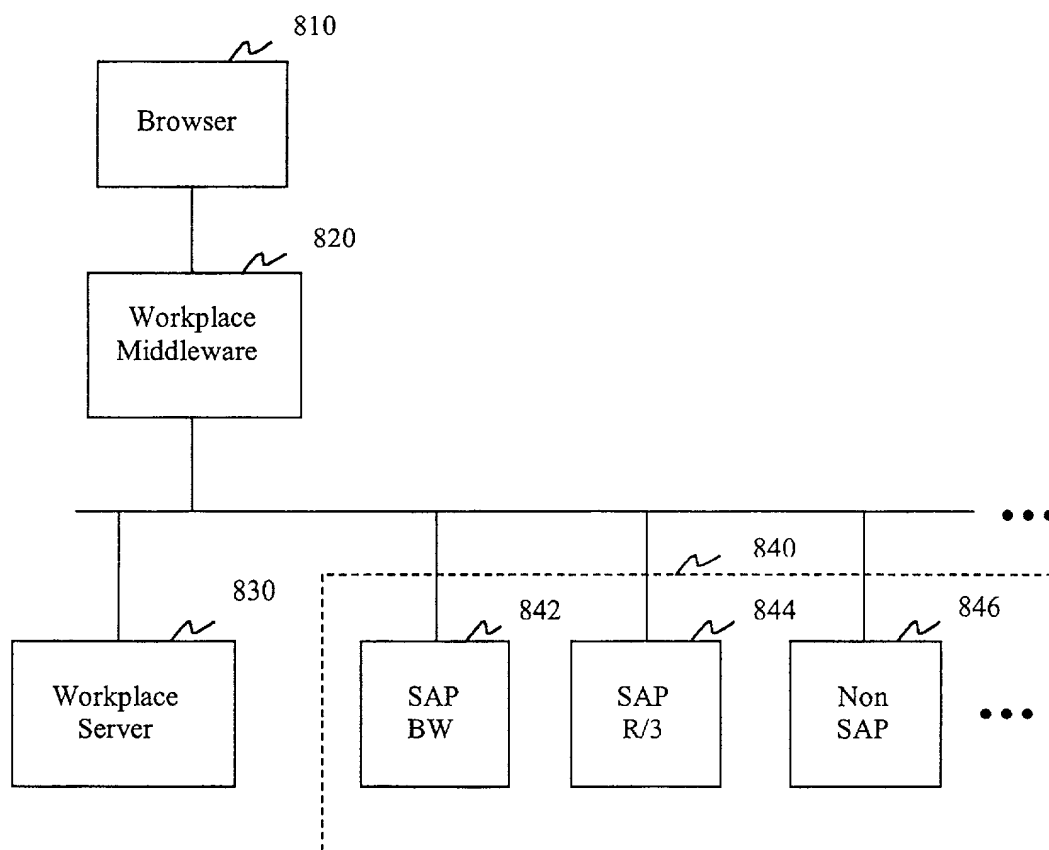 810
Browser
820
Workplace
Middleware
840
830
842
844
846
Workplace
Server
SAP
BW
SAP
R/3
Non
SAP